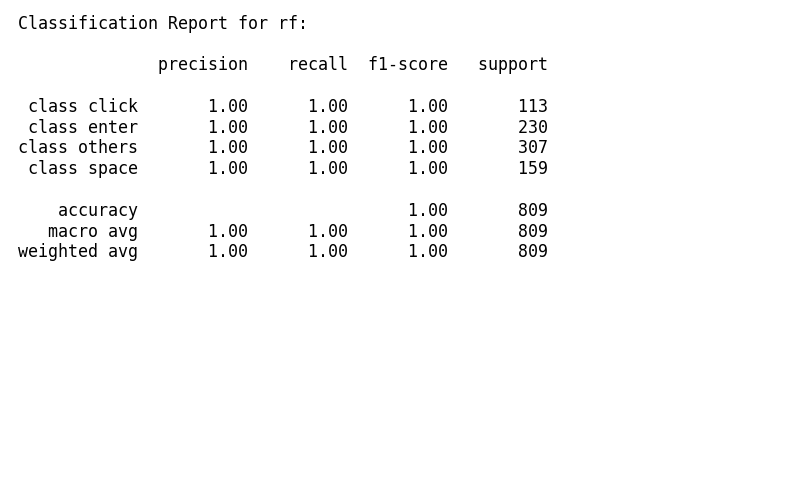 Classification Report for rf:
precision recall f1-score support
class click 1.00 1.00 1.00 113
class enter 1.00 1.00 1.00 230
class others 1.00 1.00 1.00 307
class space 1.00 1.00 1.00 159
accuracy 1.00 809
macro avg 1.00 1.00 1.00 809
weighted avg 1.00 1.00 1.00 809